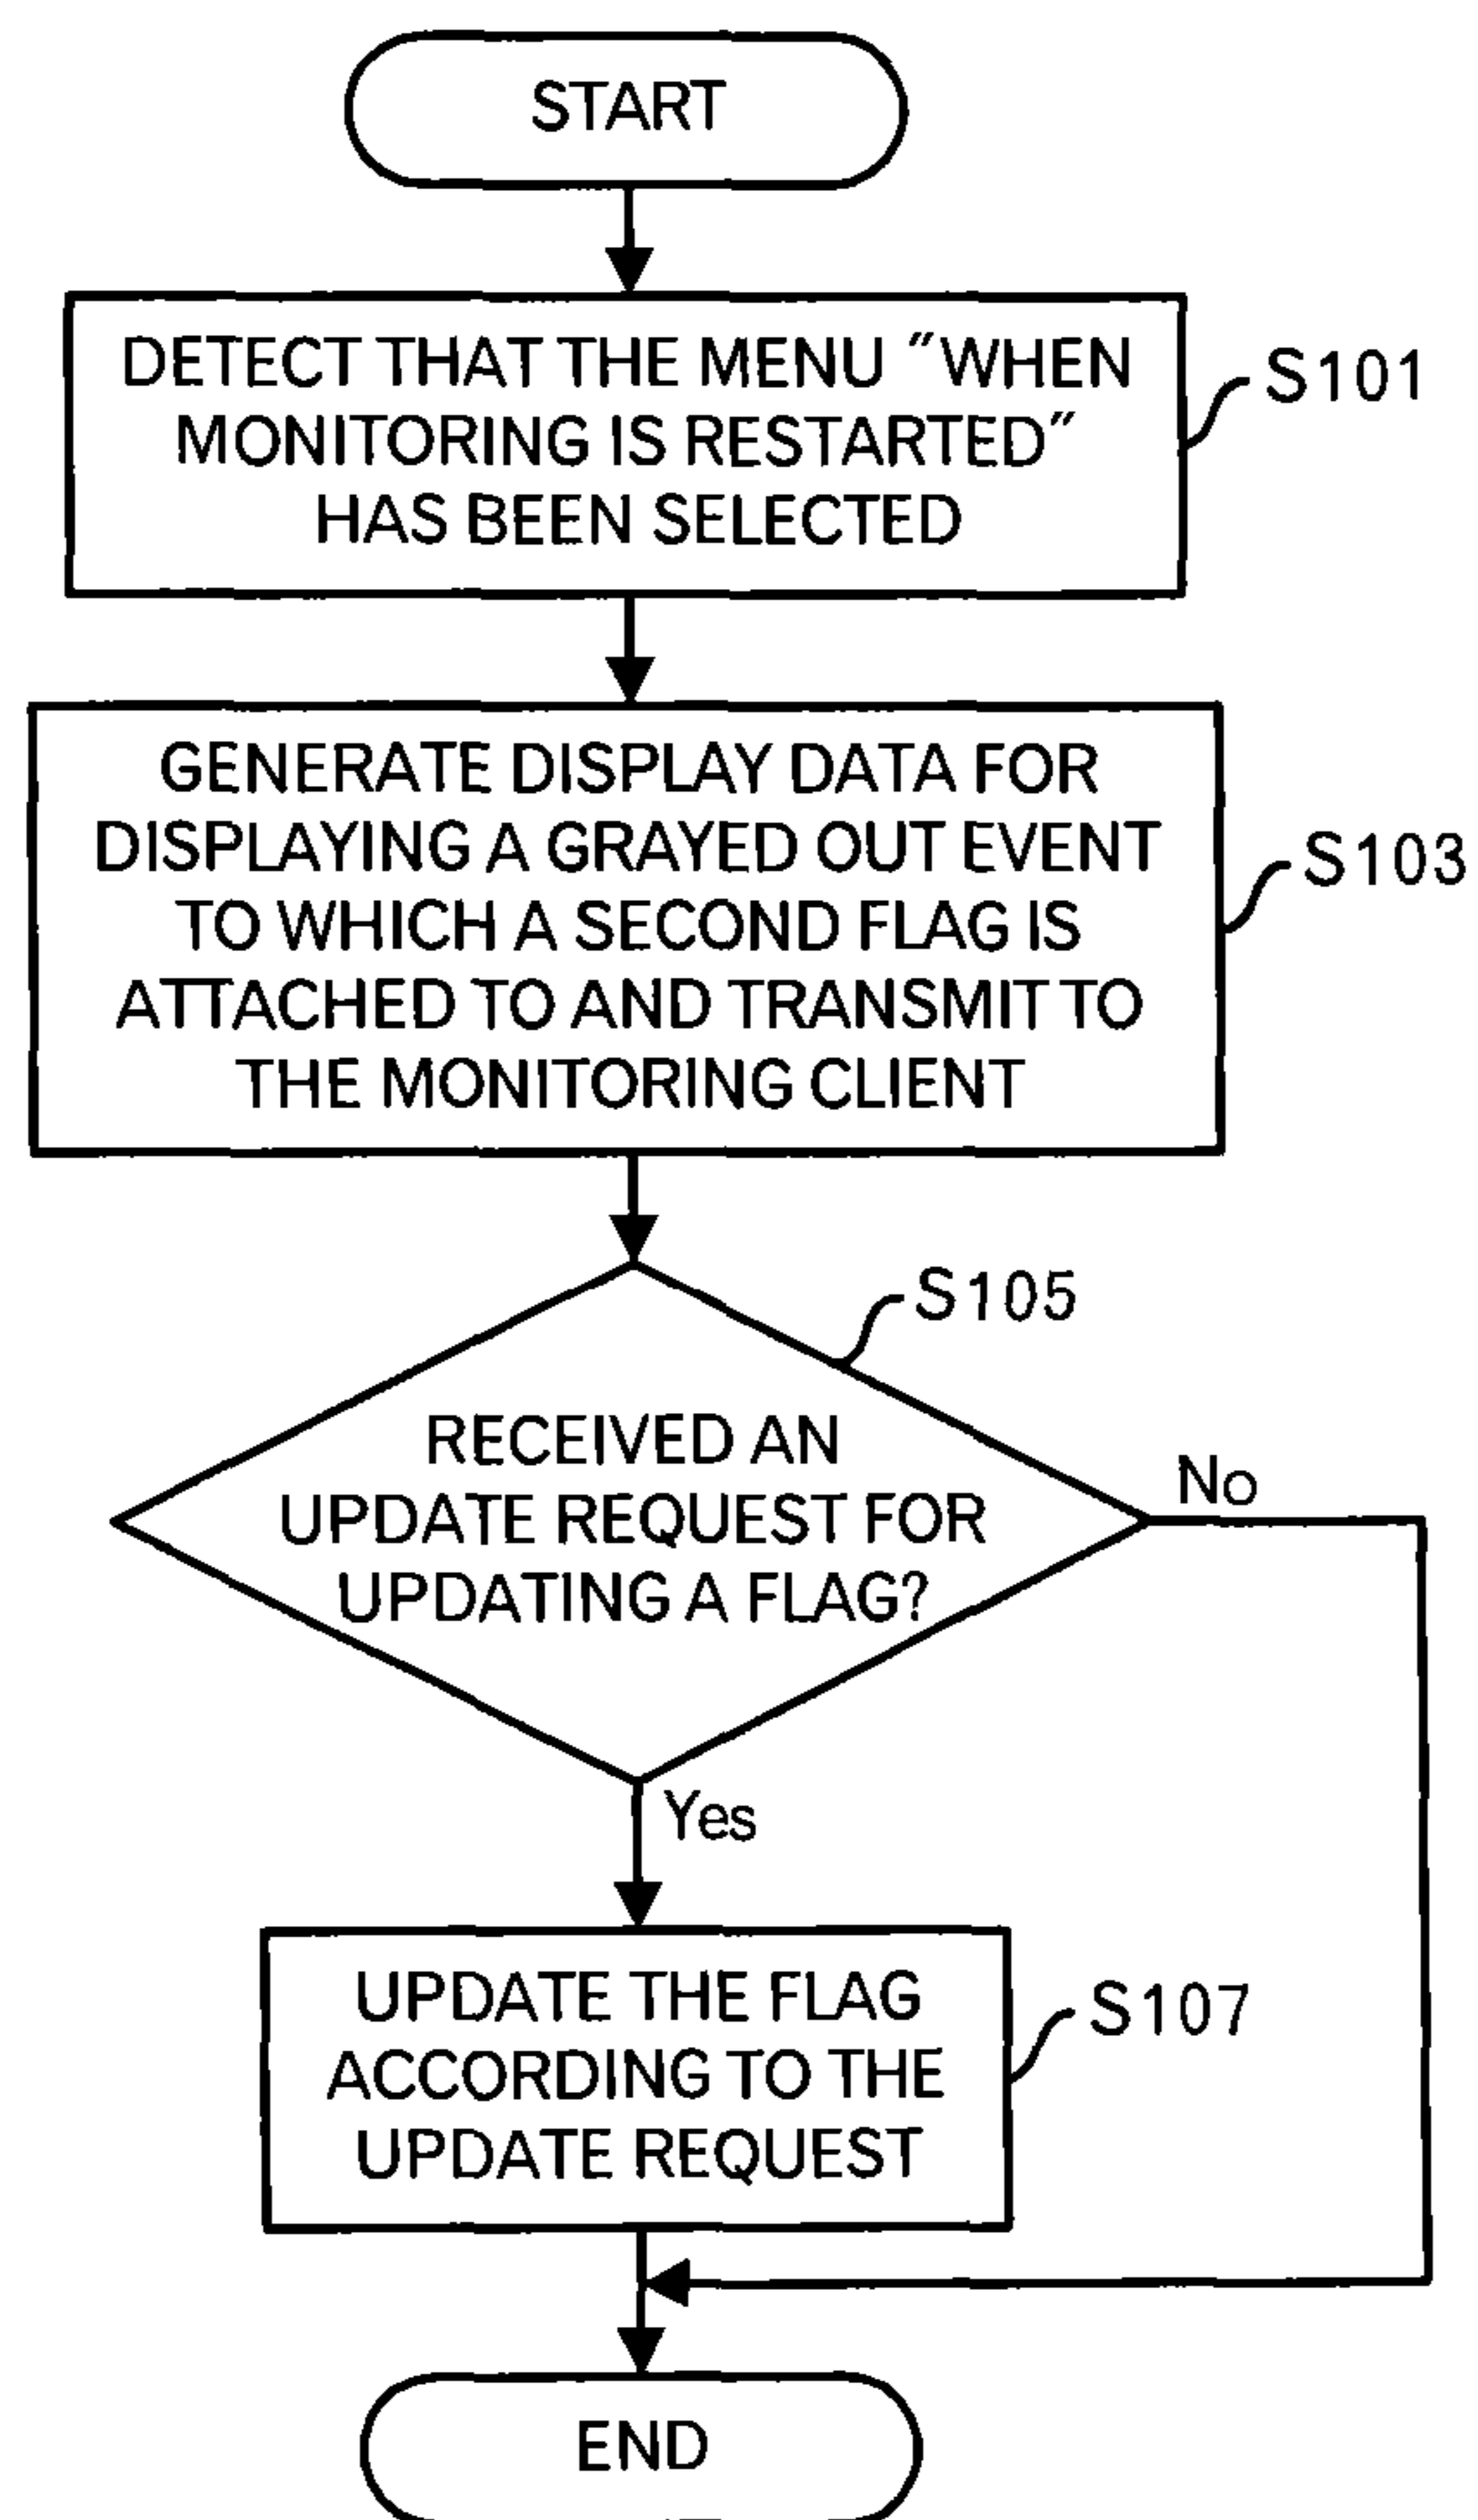 START
DETECT THAT THE MENU "WHEN
MONITORING IS RESTARTED"
HAS BEEN SELECTED
S101
GENERATE DISPLAY DATA FOR
DISPLAYING A GRAYED OUT EVENT
TO WHICH A SECOND FLAG IS
ATTACHED TO AND TRANSMIT TO
THE MONITORING CLIENT
S103
S105
RECEIVED AN
UPDATE REQUEST FOR
UPDATING A FLAG?
No
Yes
UPDATE THE FLAG
ACCORDING TO THE
UPDATE REQUEST
S107
END